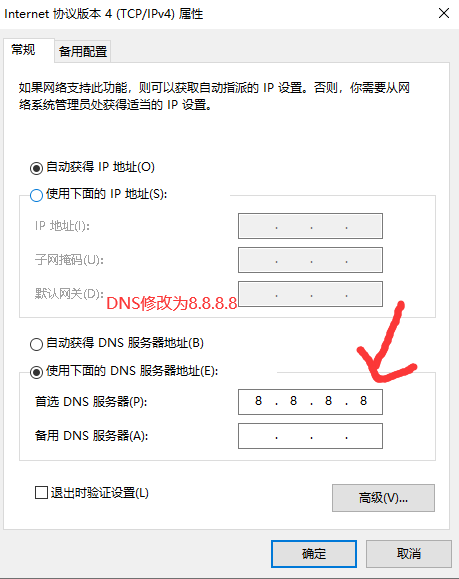 Internet 协议版本 4 (TCP/IPv4) 属性
常规
备用配置
如果网络支持此功能，则可以获取自动指派的 IP 设置。否则，你需要从网
络系统管理员处获得适当的 IP 设置。
自动获得 IP 地址(O)
使用下面的 IP 地址(S):
IP 地址(I):
. . .
子网掩码(U):
. . .
默认网关(D):
. . .
DNS修改为8.8.8.8
自动获得 DNS 服务器地址(B)
使用下面的 DNS 服务器地址(E):
首选 DNS 服务器(P):
8 . 8 . 8 . 8
备用 DNS 服务器(A):
. . .
退出时验证设置(L)
高级(V)...
确定
取消